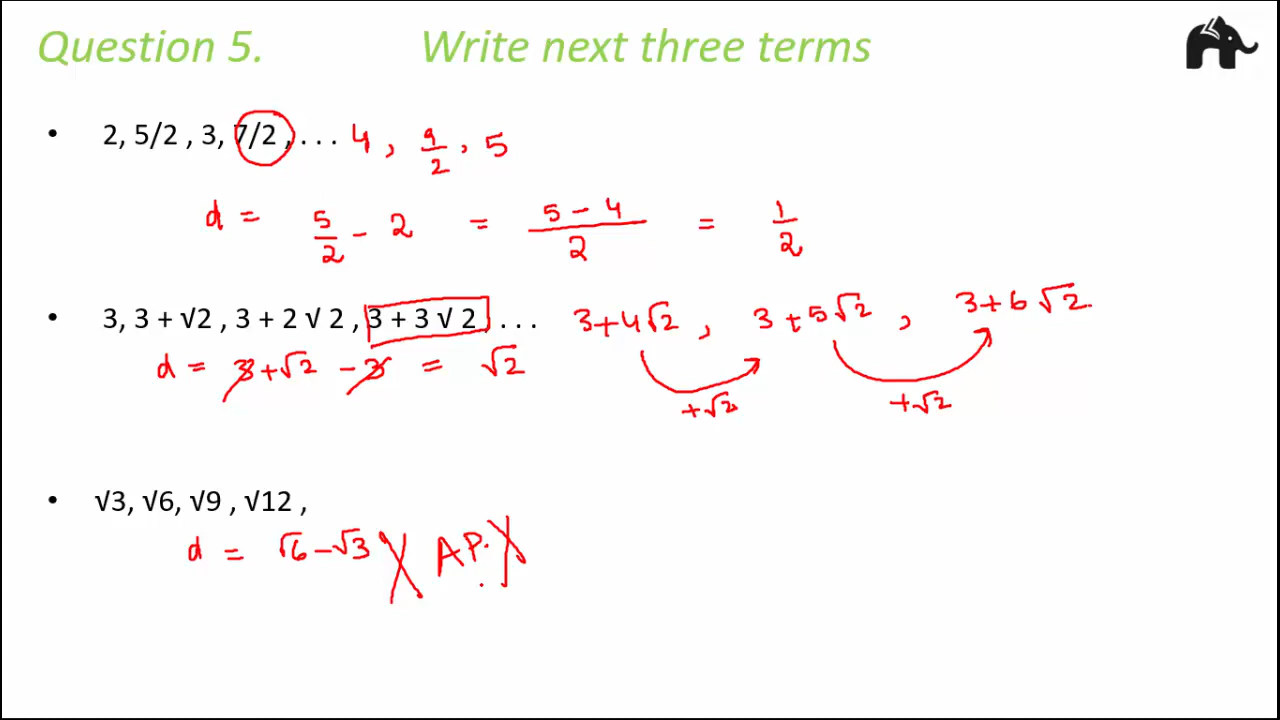 Question 5. Write next three terms
• 2, 5/2 , 3, 7/2 , . . . 4 , 9/2 , 5
d = 5/2 - 2 = (5 - 4)/2 = 1/2
• 3, 3 + √2 , 3 + 2 √ 2 , 3 + 3 √ 2 , . . . 3+4√2 , 3+5√2 , 3+6√2
d = 3+√2 - 3 = √2
+√2 +√2
• √3, √6, √9 , √12 ,
d = √6-√3 X A.P. X